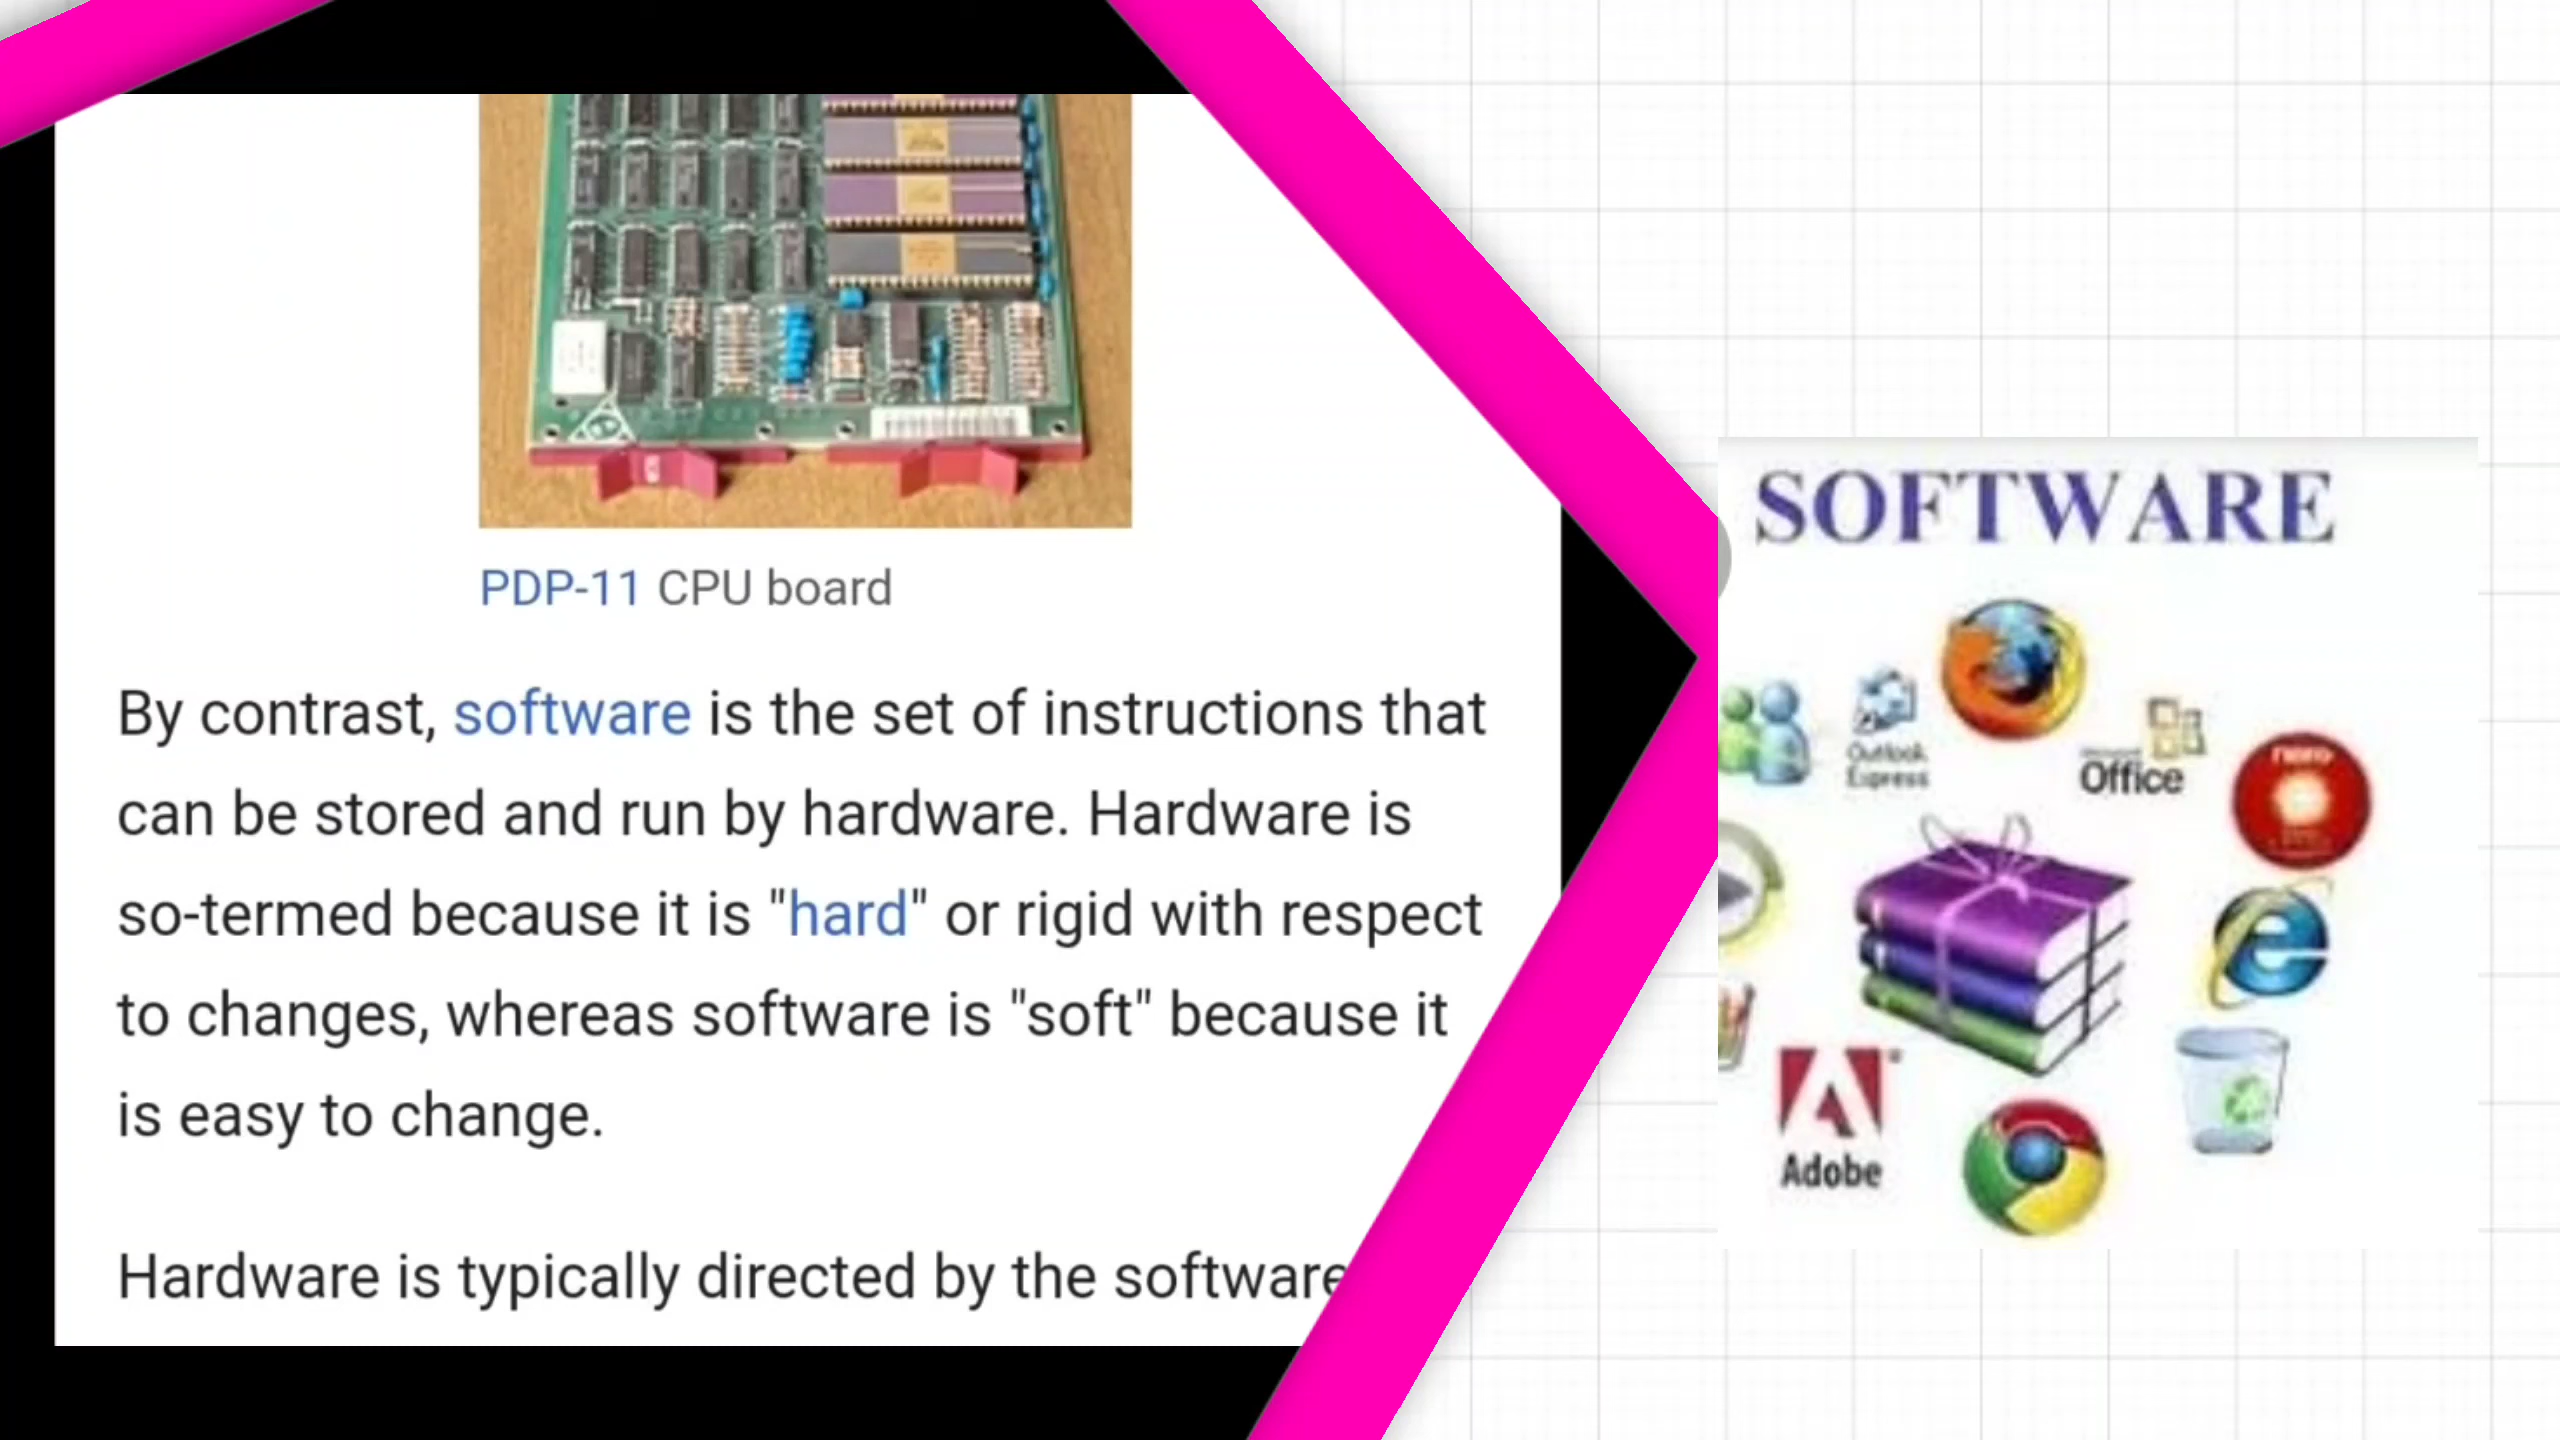 PDP-11 CPU board
By contrast, software is the set of instructions that
can be stored and run by hardware. Hardware is
so-termed because it is "hard" or rigid with respect
to changes, whereas software is "soft" because it
is easy to change.
Hardware is typically directed by the software
SOFTWARE
Outlook
Express
Office
Adobe